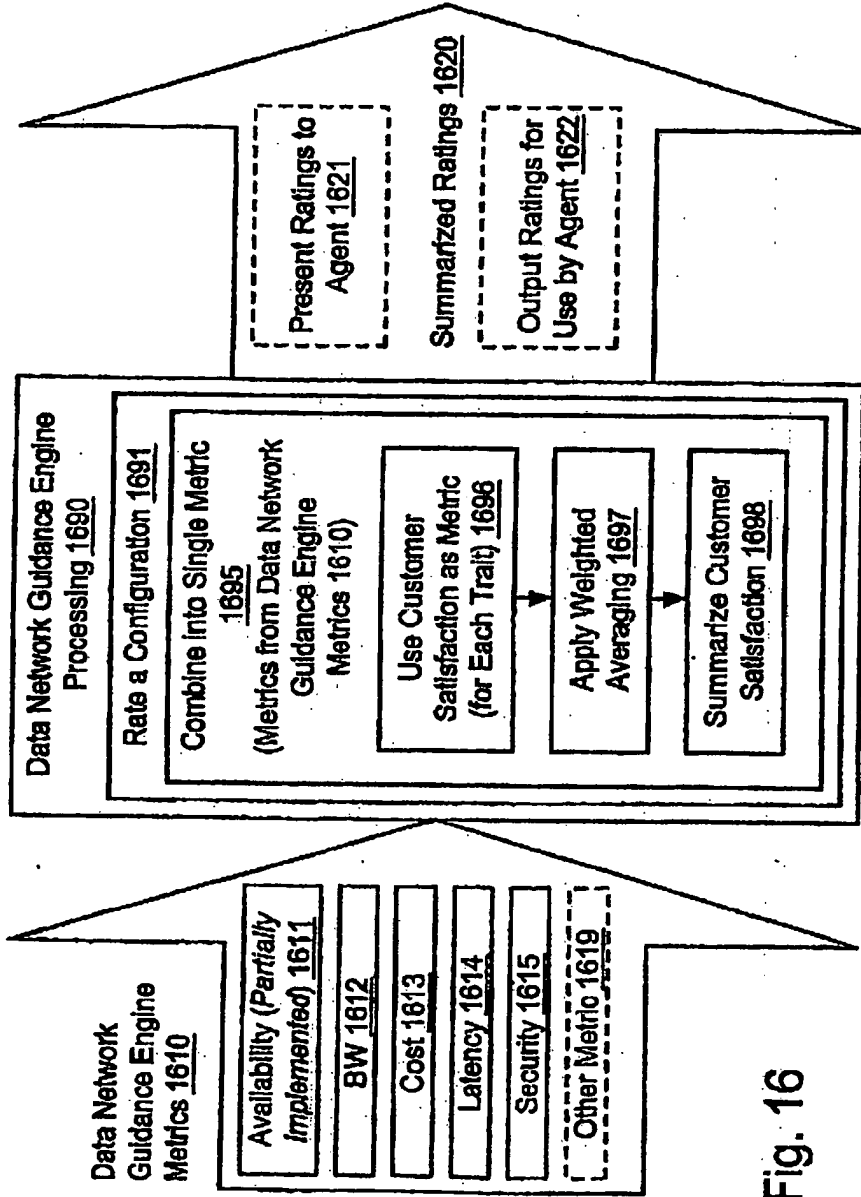 Data Network
Guidance Engine
Metrics 1610
Availability (Partially
Implemented) 1611
BW 1612
Cost 1613
Latency 1614
Security 1615
Other Metric 1619
Data Network Guidance Engine
Processing 1690
Rate a Configuration 1691
Combine into Single Metric
1695
(Metrics from Data Network
Guidance Engine
Metrics 1610)
Use Customer
Satisfaction as Metric
(for Each Trait) 1696
Apply Weighted
Averaging 1697
Summarize Customer
Satisfaction 1698
Present Ratings to
Agent 1621
Summarized Ratings 1620
Output Ratings for
Use by Agent 1622
Fig. 16